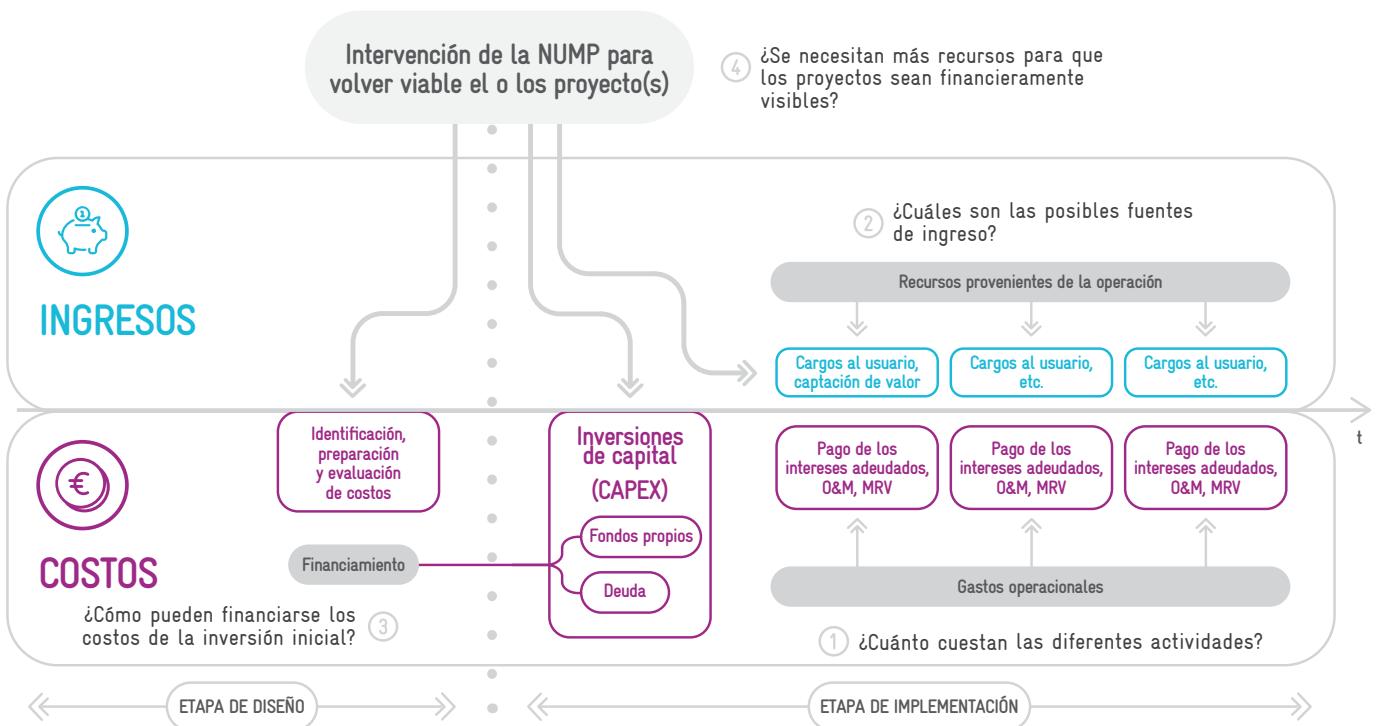 Intervención de la NUMP para
volver viable el o los proyecto(s)
4
¿Se necesitan más recursos para que
los proyectos sean financieramente
visibles?
1
INGRESOS
2
¿Cuáles son las posibles fuentes
de ingreso?
Recursos provenientes de la operación
Cargos al usuario,
captación de valor
Cargos al usuario,
etc.
Cargos al usuario,
etc.
t
€
COSTOS
Identificación,
preparación
y evaluación
de costos
Financiamiento
¿Cómo pueden financiarse los
costos de la inversión inicial?
3
Inversiones
de capital
(CAPEX)
Fondos propios
Deuda
Pago de los
intereses adeudados,
O&M, MRV
Pago de los
intereses adeudados,
O&M, MRV
Pago de los
intereses adeudados,
O&M, MRV
Gastos operacionales
1
¿Cuánto cuestan las diferentes actividades?
ETAPA DE DISEÑO
ETAPA DE IMPLEMENTACIÓN